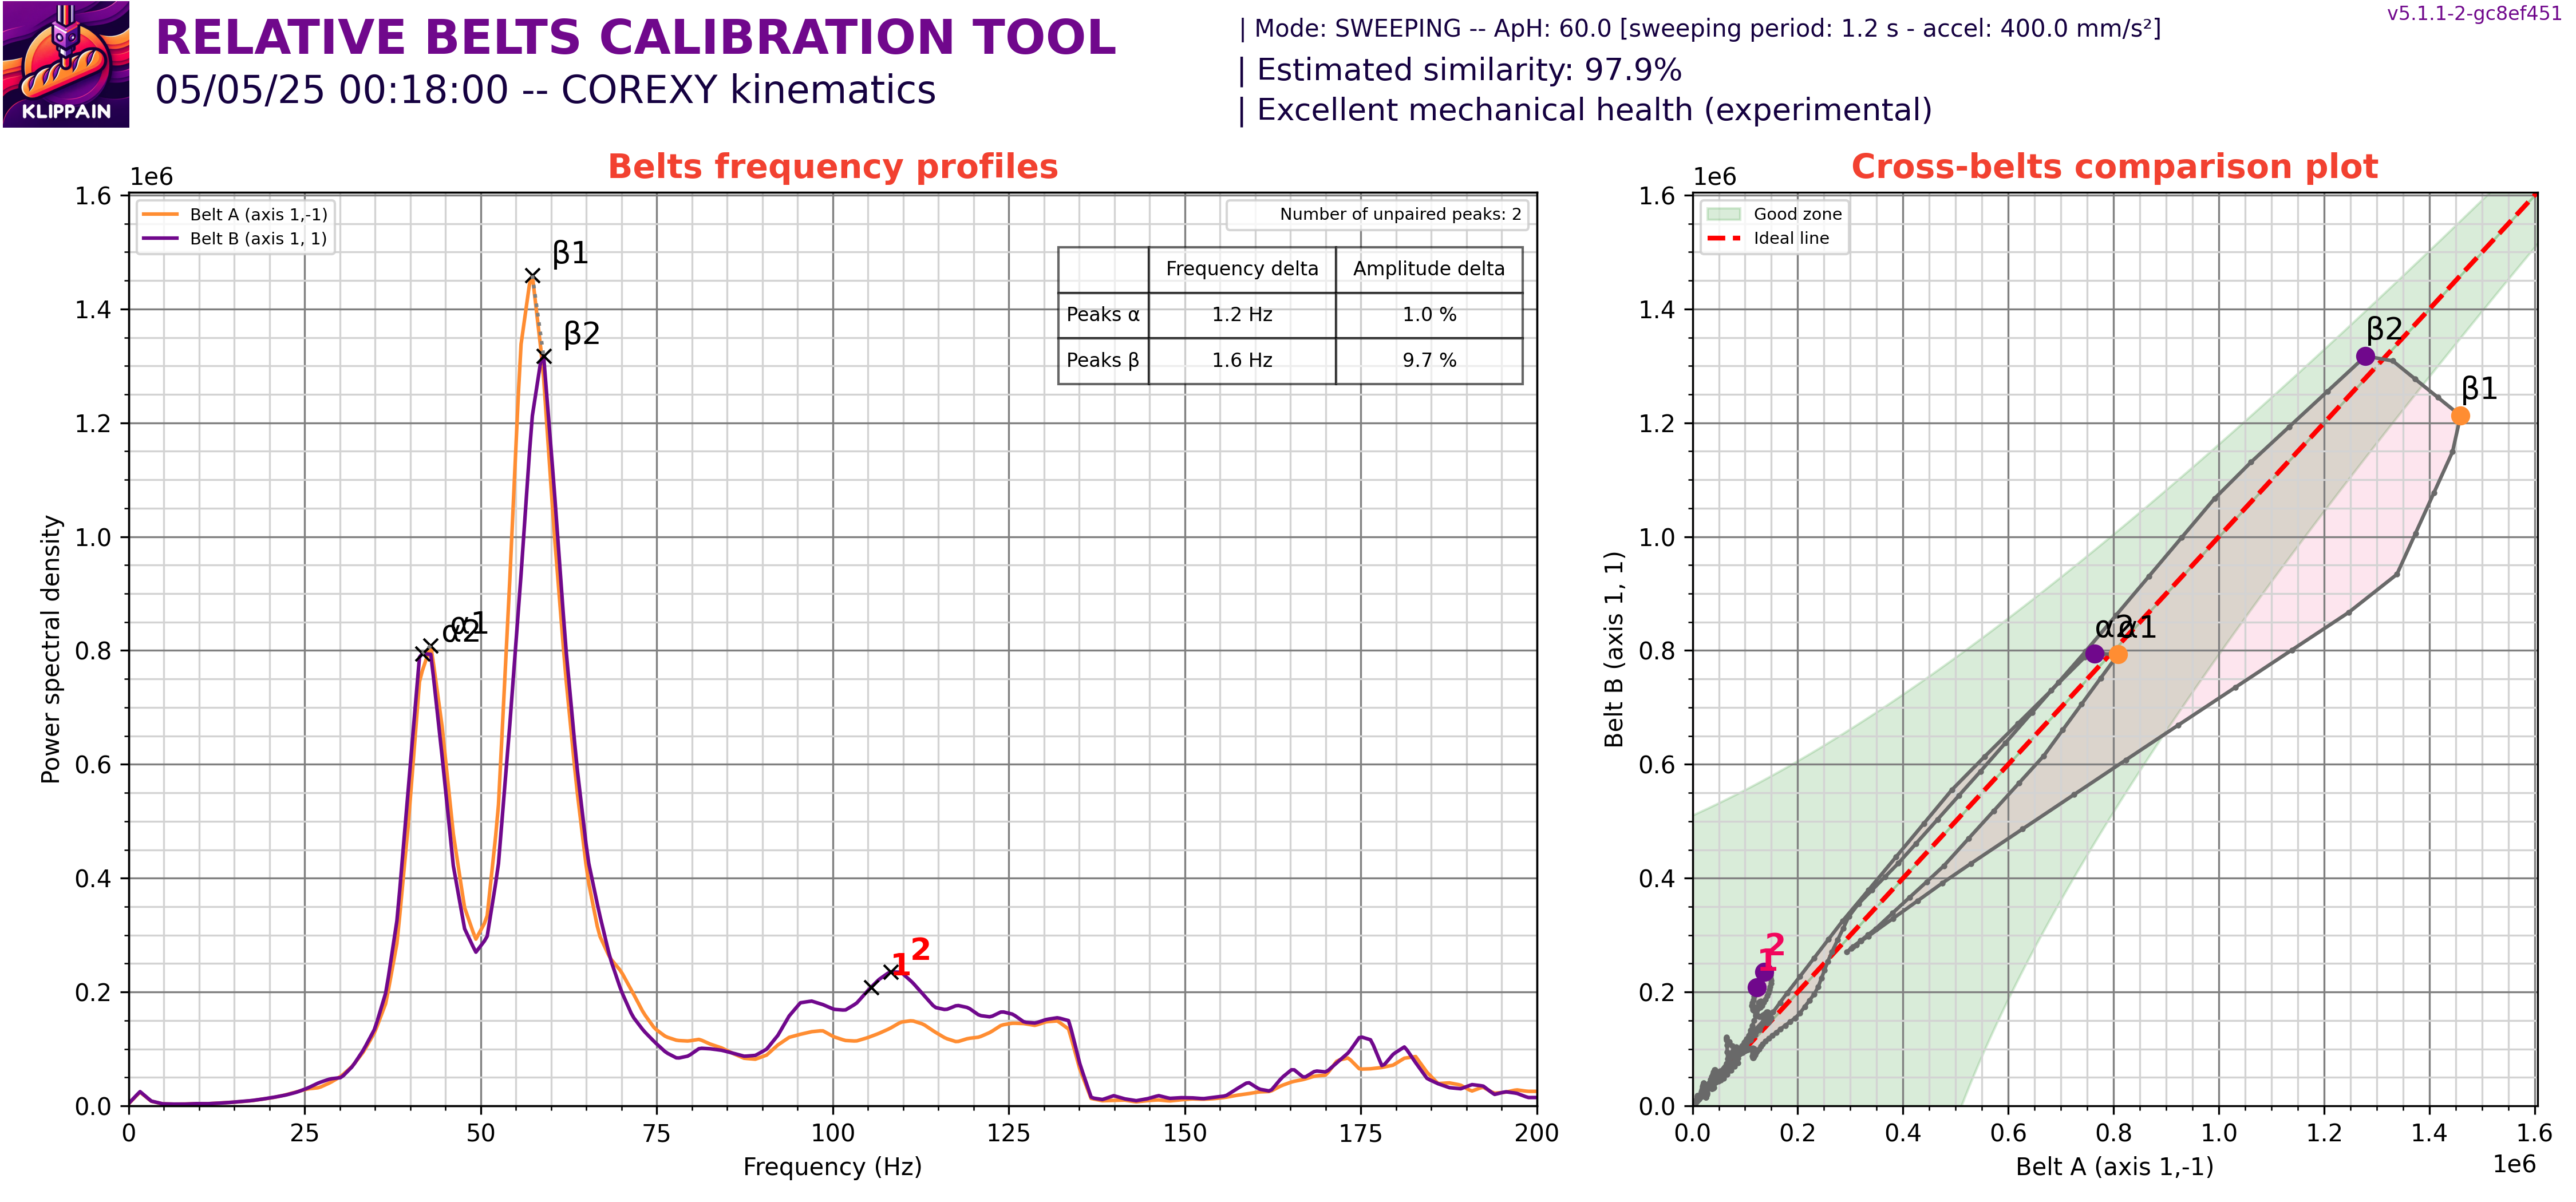 KLIPPAIN
RELATIVE BELTS CALIBRATION TOOL
05/05/25 00:18:00 -- COREXY kinematics
| Mode: SWEEPING -- ApH: 60.0 [sweeping period: 1.2 s - accel: 400.0 mm/s²]
| Estimated similarity: 97.9%
| Excellent mechanical health (experimental)
v5.1.1-2-gc8ef451
Belts frequency profiles
1e6
Belt A (axis 1,-1)
Belt B (axis 1, 1)
Number of unpaired peaks: 2
Frequency delta Amplitude delta
Peaks α 1.2 Hz 1.0 %
Peaks β 1.6 Hz 9.7 %
β1
β2
α1
α2
1
2
Power spectral density
1.6
1.4
1.2
1.0
0.8
0.6
0.4
0.2
0.0
0 25 50 75 100 125 150 175 200
Frequency (Hz)
Cross-belts comparison plot
1e6
Good zone
Ideal line
β2
β1
α2
α1
2
1
Belt B (axis 1, 1)
1.6
1.4
1.2
1.0
0.8
0.6
0.4
0.2
0.0
0.0 0.2 0.4 0.6 0.8 1.0 1.2 1.4 1.6
Belt A (axis 1,-1)
1e6